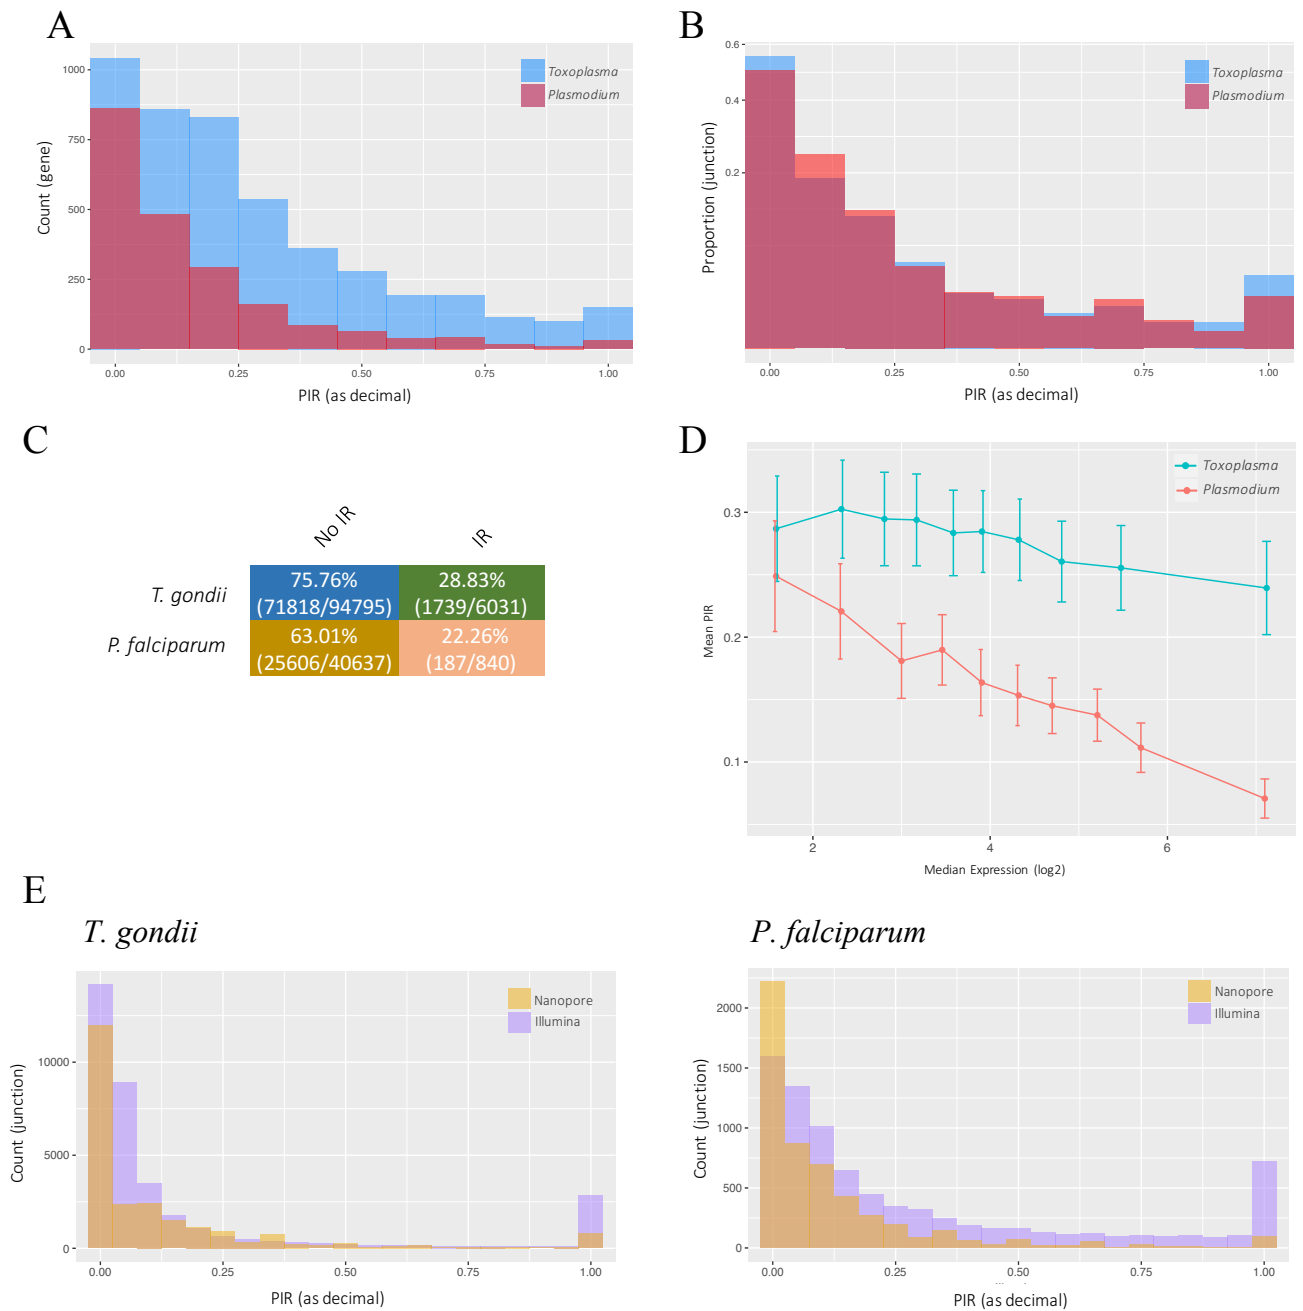 A
1000
750
500
250
0
Count (gene)
0.00 0.25 0.50 0.75 1.00
PIR (as decimal)
Toxoplasma
Plasmodium
B
0.6
0.4
0.2
Proportion (junction)
0.00 0.25 0.50 0.75 1.00
PIR (as decimal)
Toxoplasma
Plasmodium
C
No IR IR
T. gondii 75.76% 28.83%
(71818/94795) (1739/6031)
P. falciparum 63.01% 22.26%
(25606/40637) (187/840)
D
0.3
0.2
0.1
Mean PIR
2 4 6
Median Expression (log2)
Toxoplasma
Plasmodium
E
T. gondii
10000
5000
0
Count (junction)
0.00 0.25 0.50 0.75 1.00
PIR (as decimal)
Nanopore
Illumina
P. falciparum
2000
1500
1000
500
0
Count (junction)
0.00 0.25 0.50 0.75 1.00
PIR (as decimal)
Nanopore
Illumina